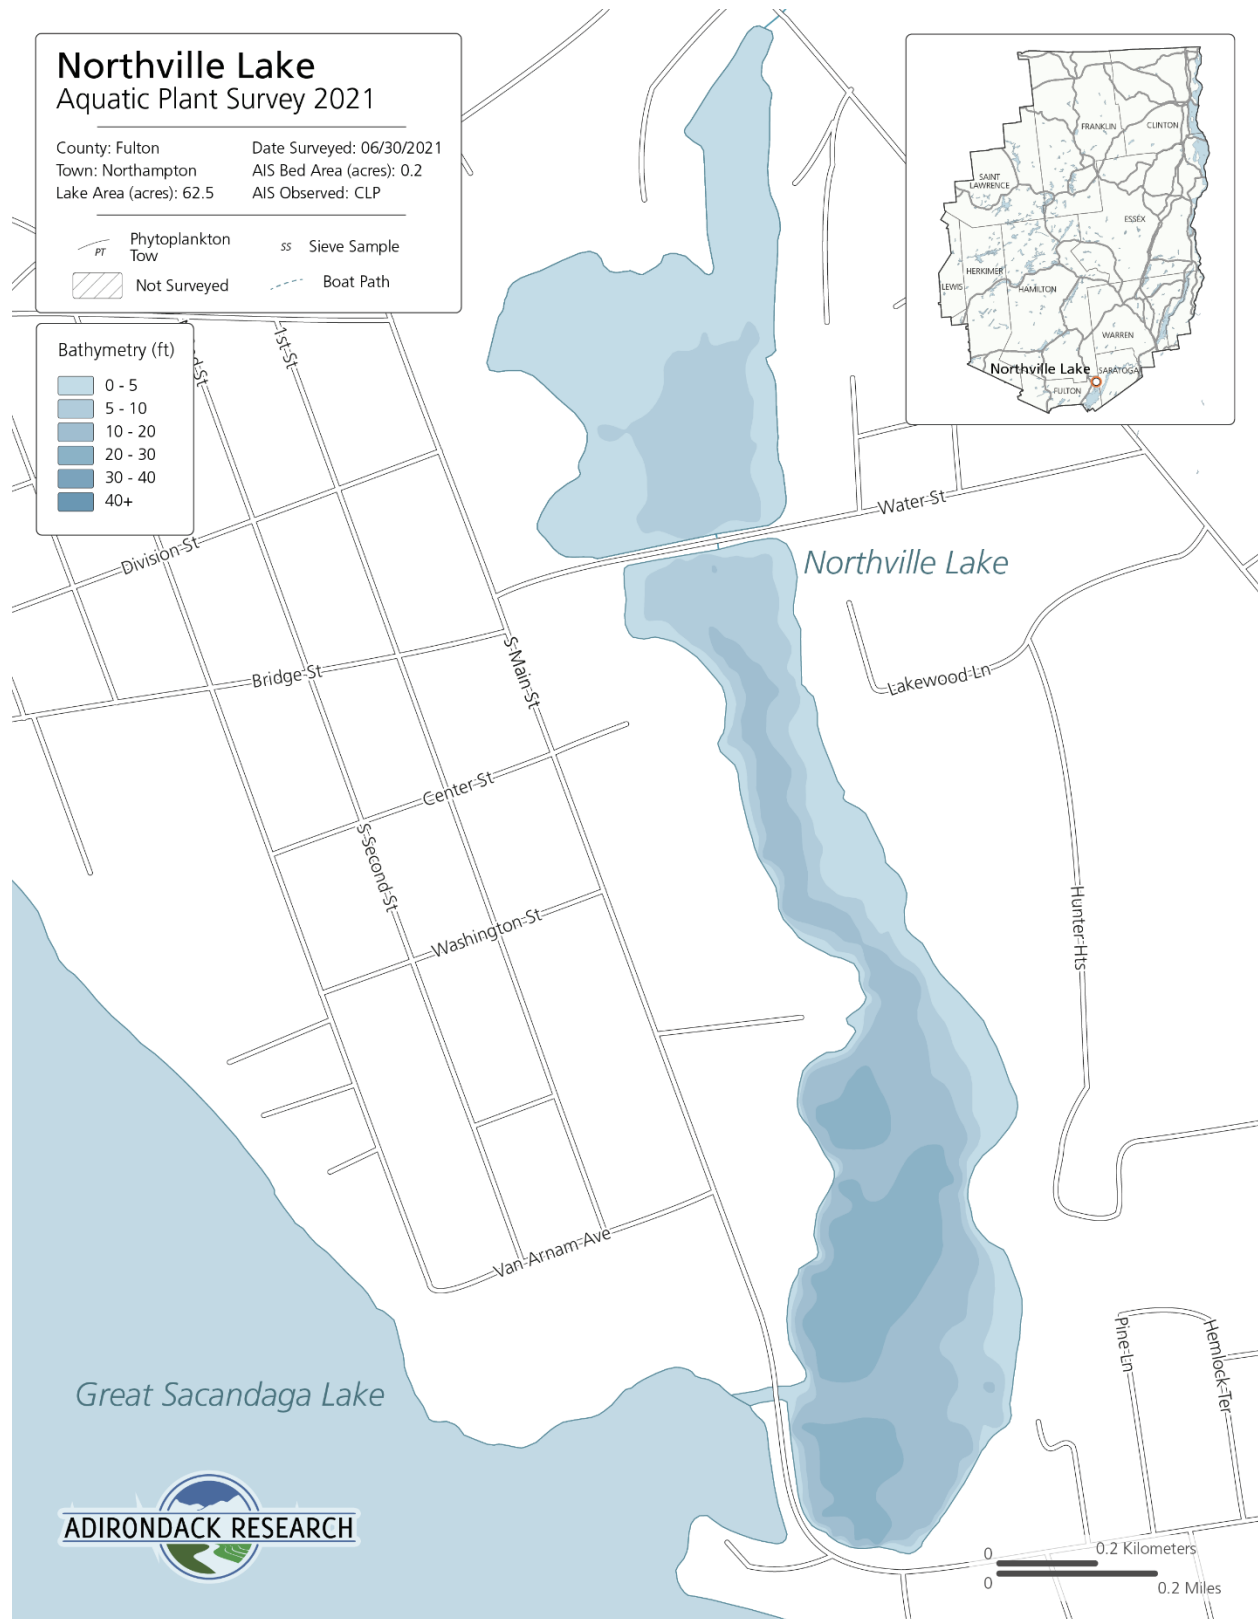 Northville Lake
Aquatic Plant Survey 2021
County: Fulton
Date Surveyed: 06/30/2021
Town: Northampton
AIS Bed Area (acres): 0.2
Lake Area (acres): 62.5
AIS Observed: CLP
PT
Phytoplankton
Tow
SS
Sieve Sample
Not Surveyed
Boat Path
Bathymetry (ft)
0 - 5
5 - 10
10 - 20
20 - 30
30 - 40
40+
FRANKLIN
CLINTON
SAINT
LAWRENCE
ESSEX
HERKIMER
LEWIS
HAMILTON
WARREN
Northville Lake
SARATOGA
FULTON
1st-St
Division-St
Water-St
Northville Lake
Bridge-St
S-Main-St
Lakewood-Ln
Center-St
S-Second-St
Washington-St
Hunter-Hts
Van-Arnam-Ave
Pine-Ln
Hemlock-Ter
Great Sacandaga Lake
ADIRONDACK RESEARCH
0
0.2 Kilometers
0
0.2 Miles